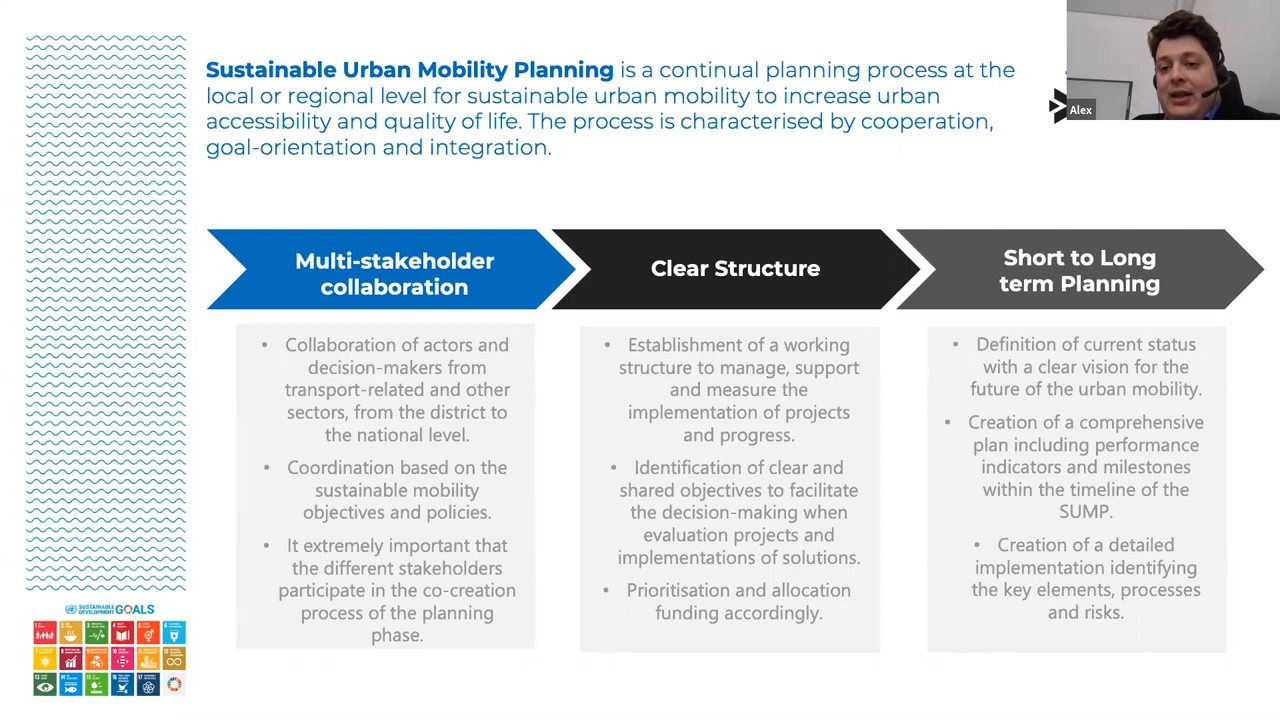 Sustainable Urban Mobility Planning is a continual planning process at the
local or regional level for sustainable urban mobility to increase urban
accessibility and quality of life. The process is characterised by cooperation,
goal-orientation and integration.
Alex
Multi-stakeholder
collaboration
• Collaboration of actors and
decision-makers from
transport-related and other
sectors, from the district to
the national level.
• Coordination based on the
sustainable mobility
objectives and policies.
• It extremely important that
the different stakeholders
participate in the co-creation
process of the planning
phase.
Clear Structure
• Establishment of a working
structure to manage, support
and measure the
implementation of projects
and progress.
• Identification of clear and
shared objectives to facilitate
the decision-making when
evaluation projects and
implementations of solutions.
• Prioritisation and allocation
funding accordingly.
Short to Long
term Planning
• Definition of current status
with a clear vision for the
future of the urban mobility.
• Creation of a comprehensive
plan including performance
indicators and milestones
within the timeline of the
SUMP.
• Creation of a detailed
implementation identifying
the key elements, processes
and risks.
SUSTAINABLE
DEVELOPMENT GOALS